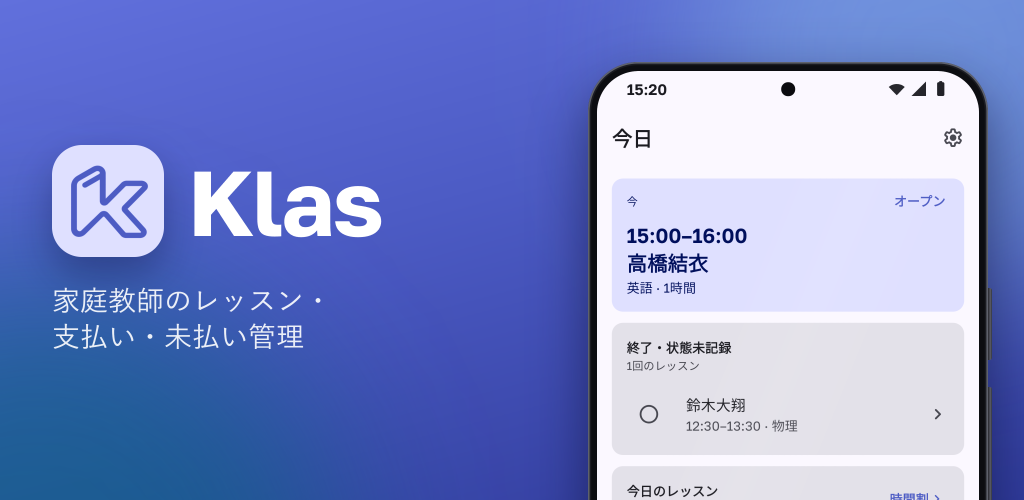 Klas
家庭教師のレッスン・
支払い・未払い管理
15:20
今日
今
オープン
15:00–16:00
高橋結衣
英語 · 1時間
終了・状態未記録
1回のレッスン
鈴木大翔
12:30–13:30 · 物理
今日のレッスン
時間割